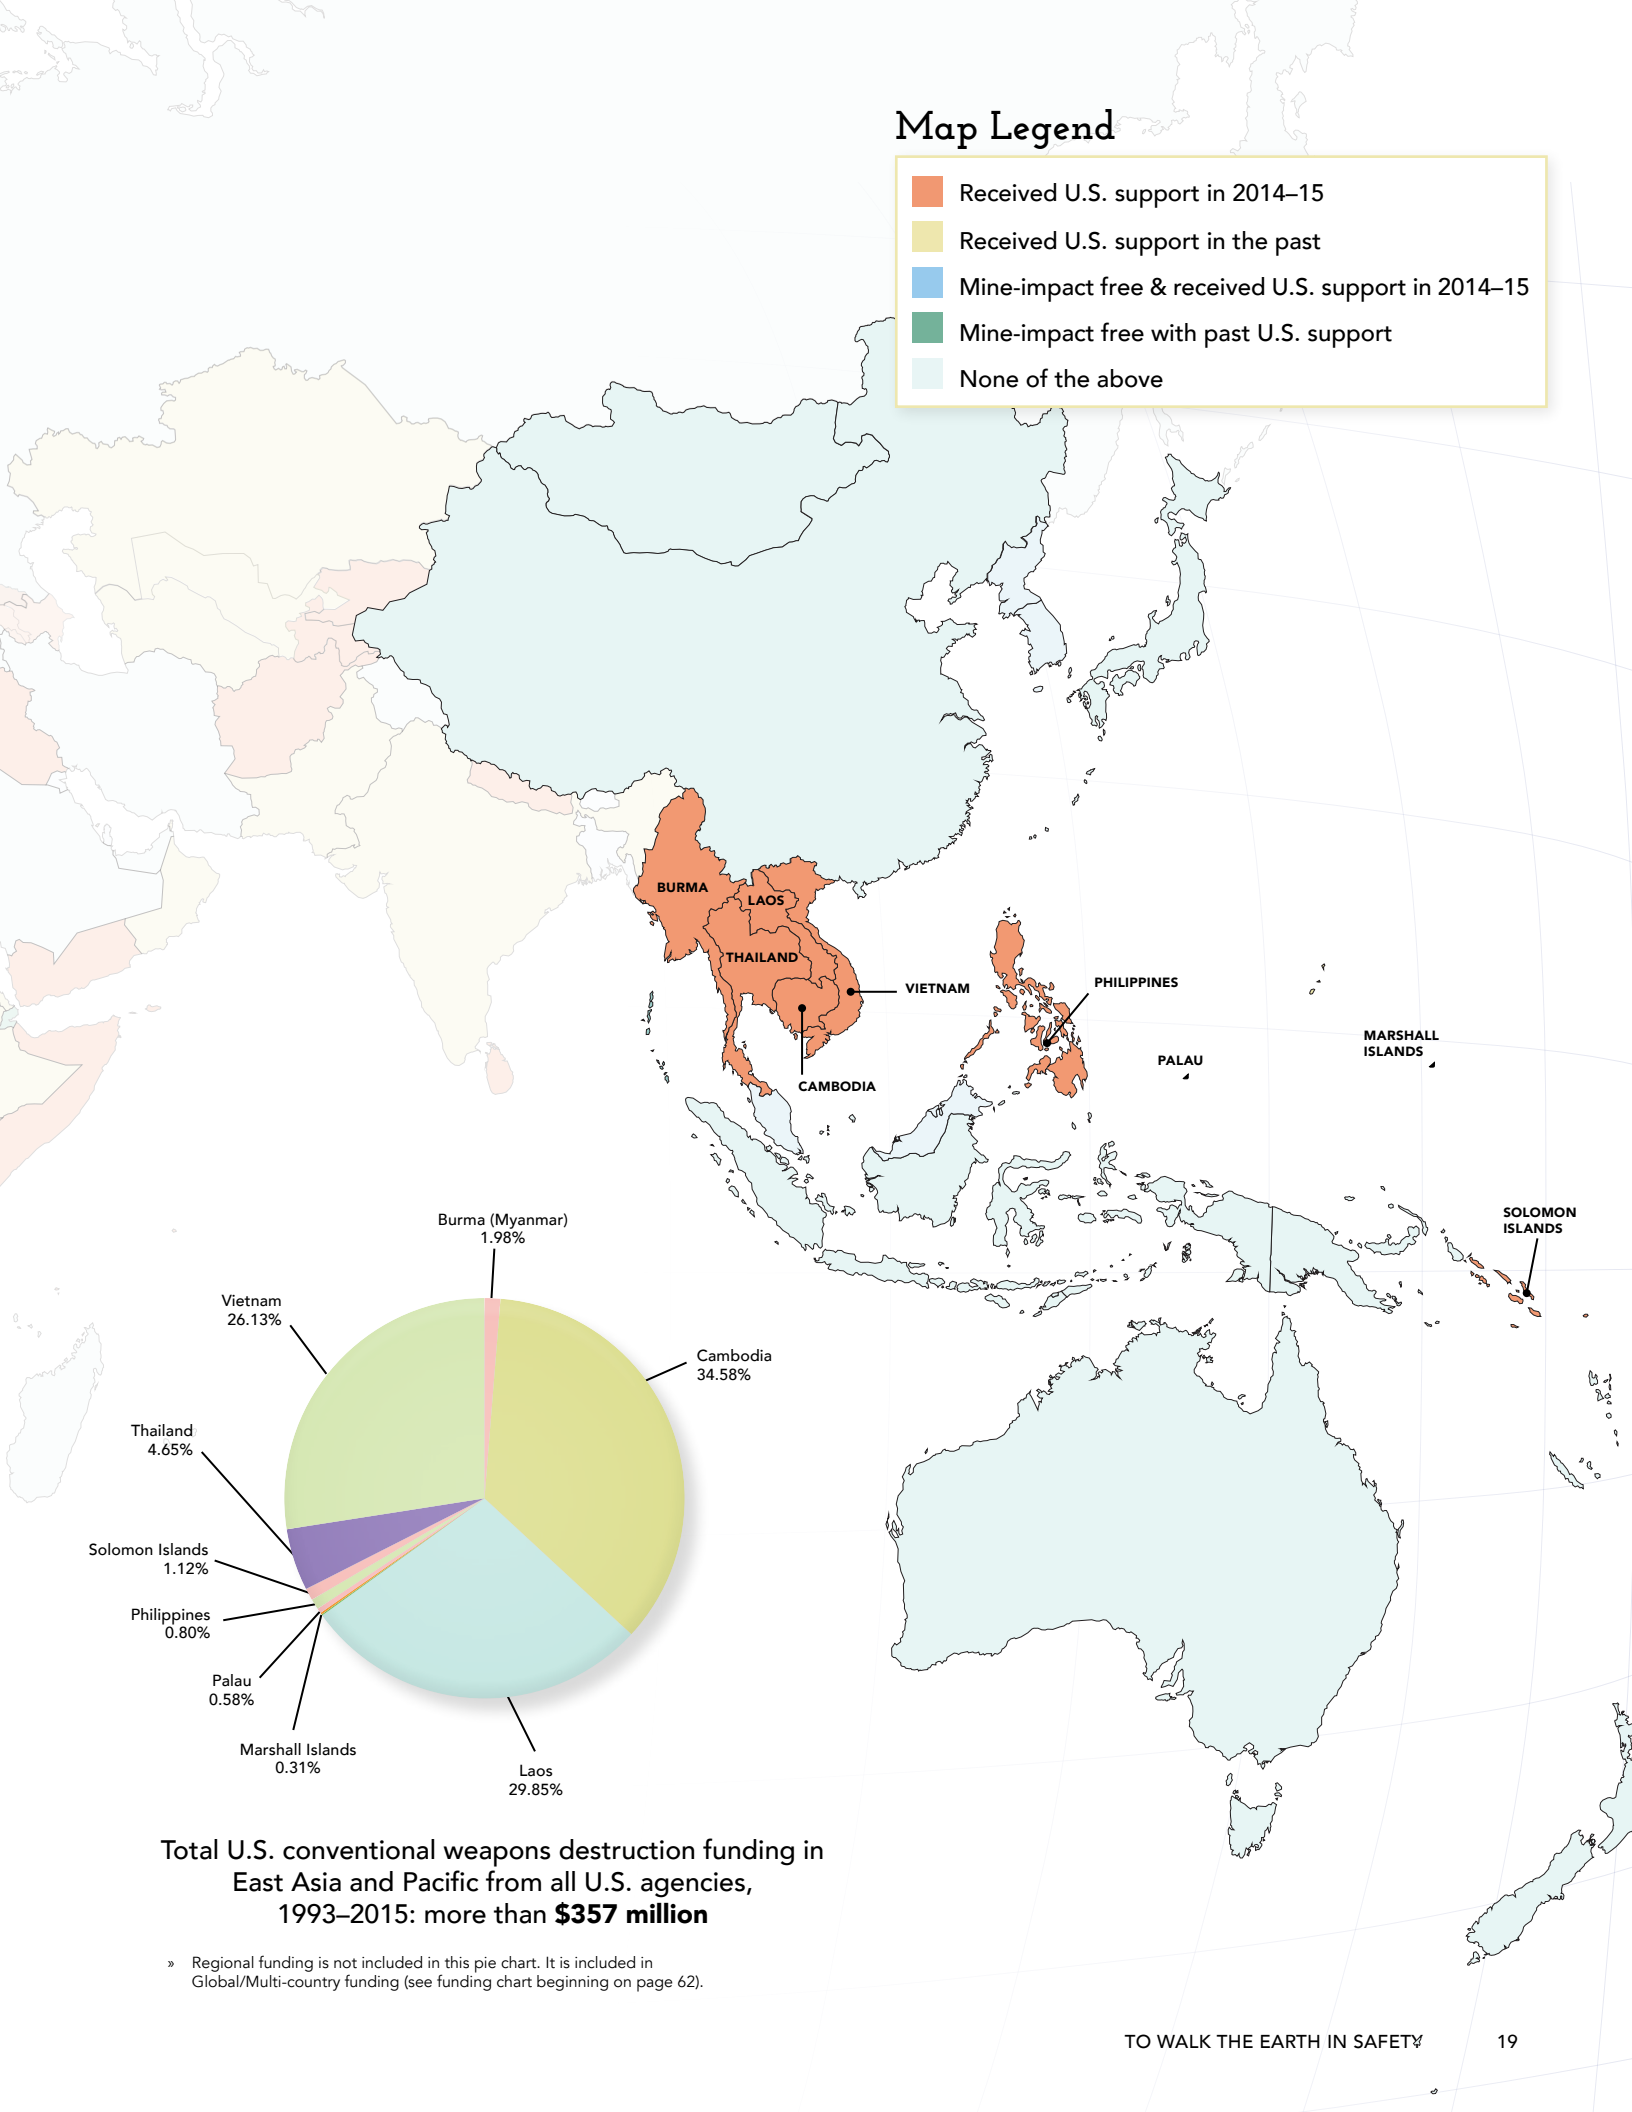 Map Legend
Received U.S. support in 2014–15
Received U.S. support in the past
Mine-impact free & received U.S. support in 2014–15
Mine-impact free with past U.S. support
None of the above
BURMA
LAOS
THAILAND
VIETNAM
CAMBODIA
PHILIPPINES
PALAU
MARSHALL
ISLANDS
SOLOMON
ISLANDS
Burma (Myanmar)
1.98%
Vietnam
26.13%
Cambodia
34.58%
Thailand
4.65%
Solomon Islands
1.12%
Philippines
0.80%
Palau
0.58%
Marshall Islands
0.31%
Laos
29.85%
Total U.S. conventional weapons destruction funding in
East Asia and Pacific from all U.S. agencies,
1993–2015: more than $357 million
» Regional funding is not included in this pie chart. It is included in
Global/Multi-country funding (see funding chart beginning on page 62).
TO WALK THE EARTH IN SAFETY 19